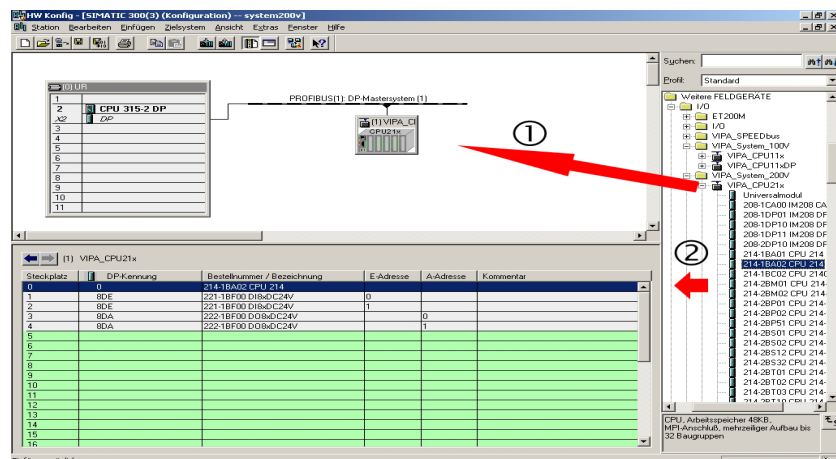 HW Konfig - [SIMATIC 300(3) (Konfiguration) -- system200v]
Station Bearbeiten Einfügen Zielsystem Ansicht Extras Fenster Hilfe
(0) UR
1
2 CPU 315-2 DP
X2 DP
3
4
5
6
7
8
9
10
11
PROFIBUS(1): DP-Mastersystem (1)
(1) VIPA_CI
CPU21x
①
②
Suchen:
Profil: Standard
Weitere FELDGERÄTE
I/O
ET200M
I/O
VIPA_SPEEDbus
VIPA_System_100V
VIPA_CPU11x
VIPA_CPU11xDP
VIPA_System_200V
VIPA_CPU21x
Universalmodul
208-1CA00 IM208 CA
208-1DP01 IM208 DF
208-1DP10 IM208 DF
208-1DP11 IM208 DF
208-2DP10 IM208 DF
214-1BA01 CPU 214
214-1BA02 CPU 214
214-1BC02 CPU 214C
214-2BM01 CPU 214-
214-2BM02 CPU 214-
214-2BP01 CPU 214-
214-2BP02 CPU 214-
214-2BP51 CPU 214-
214-2BS01 CPU 214-
214-2BS02 CPU 214-
214-2BS12 CPU 214-
214-2BS32 CPU 214-
214-2BT01 CPU 214-
214-2BT02 CPU 214-
214-2BT03 CPU 214-
214-2BT10 CPU 214-
CPU, Arbeitsspeicher 48KB,
MPI-Anschluß, mehrzeiliger Aufbau bis
32 Baugruppen
(1) VIPA_CPU21x
Steckplatz DP-Kennung Bestellnummer / Bezeichnung E-Adresse A-Adresse Kommentar
0 0 214-1BA02 CPU 214
1 8DE 221-1BF00 DI8xDC24V 0
2 8DE 221-1BF00 DI8xDC24V 1
3 8DA 222-1BF00 DO8xDC24V 0
4 8DA 222-1BF00 DO8xDC24V 1
5
6
7
8
9
10
11
12
13
14
15
16